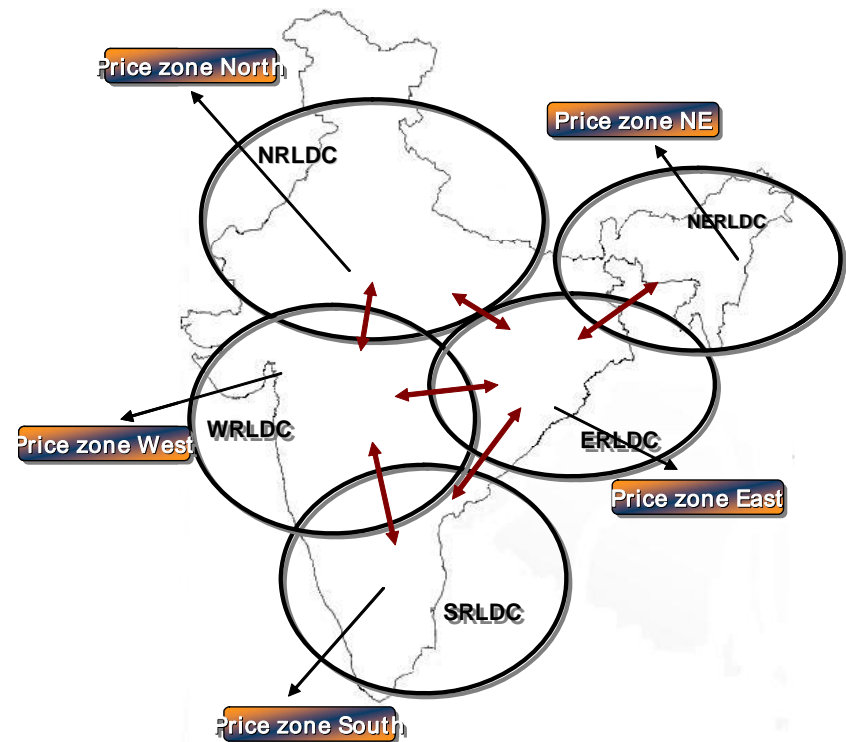 Price zone North
Price zone NE
NRLDC
NERLDC
Price zone West
WRLDC
ERLDC
Price zone East
SRLDC
Price zone South